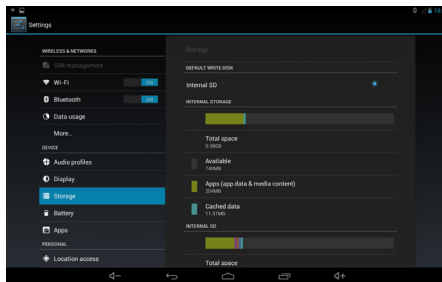 19
Settings
WIRELESS & NETWORKS
SIM management
Wi-Fi
ON
Bluetooth
ON
Data usage
More...
DEVICE
Audio profiles
Display
Storage
Battery
Apps
PERSONAL
Location access
Storage
DEFAULT WRITE DISK
Internal SD
INTERNAL STORAGE
Total space
0.98GB
Available
740MB
Apps (app data & media content)
204MB
Cached data
11.31MB
INTERNAL SD
Total space